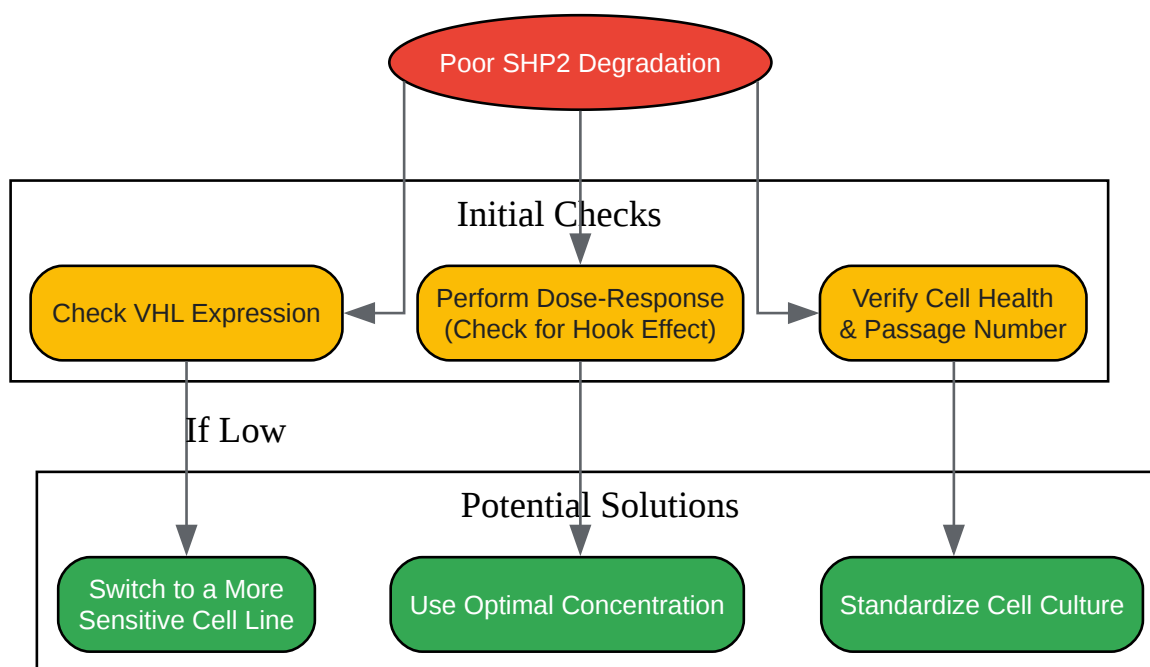 Poor SHP2 Degradation
Initial Checks
Check VHL Expression
Perform Dose-Response
(Check for Hook Effect)
Verify Cell Health
& Passage Number
If Low
Potential Solutions
Switch to a More
Sensitive Cell Line
Use Optimal Concentration
Standardize Cell Culture